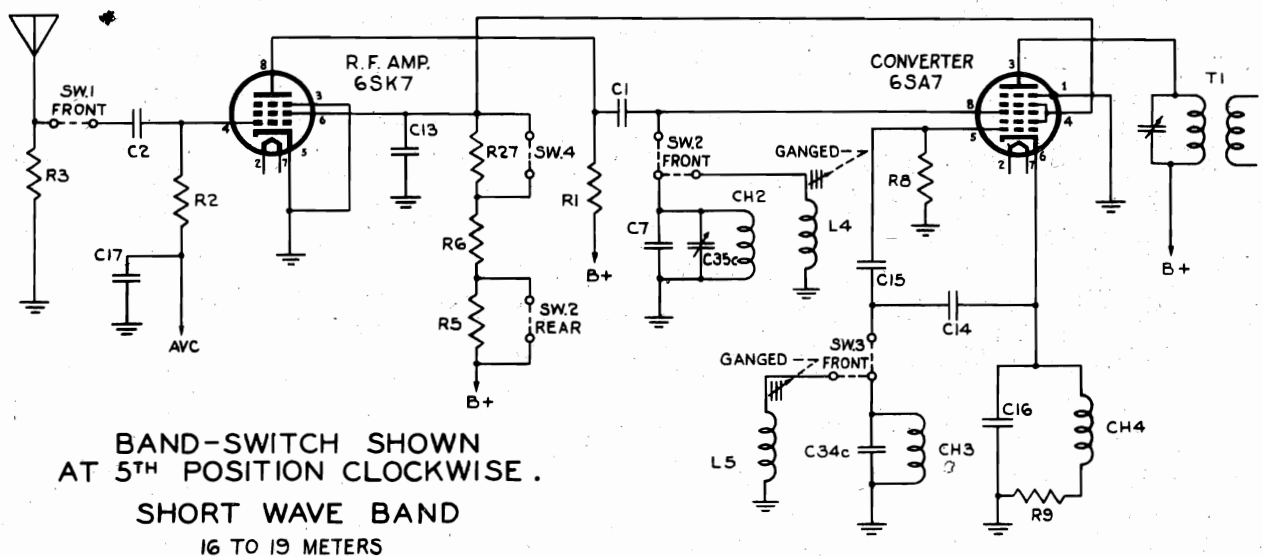 R.F. AMP.
6SK7
CONVERTER
6SA7
SW.1
FRONT
C2
R3
R2
C17
AVC
8
4
3
6
5
2
7
C13
R27
SW.4
R6
R5
SW.2
REAR
B+
C1
R1
B+
SW.2
FRONT
C7
C35c
CH2
L4
GANGED
R8
C15
C14
3
1
8
4
5
6
2
7
T1
B+
SW.3
FRONT
GANGED
L5
C34c
CH3
C16
CH4
R9
BAND-SWITCH SHOWN
AT 5TH POSITION CLOCKWISE.
SHORT WAVE BAND
16 TO 19 METERS